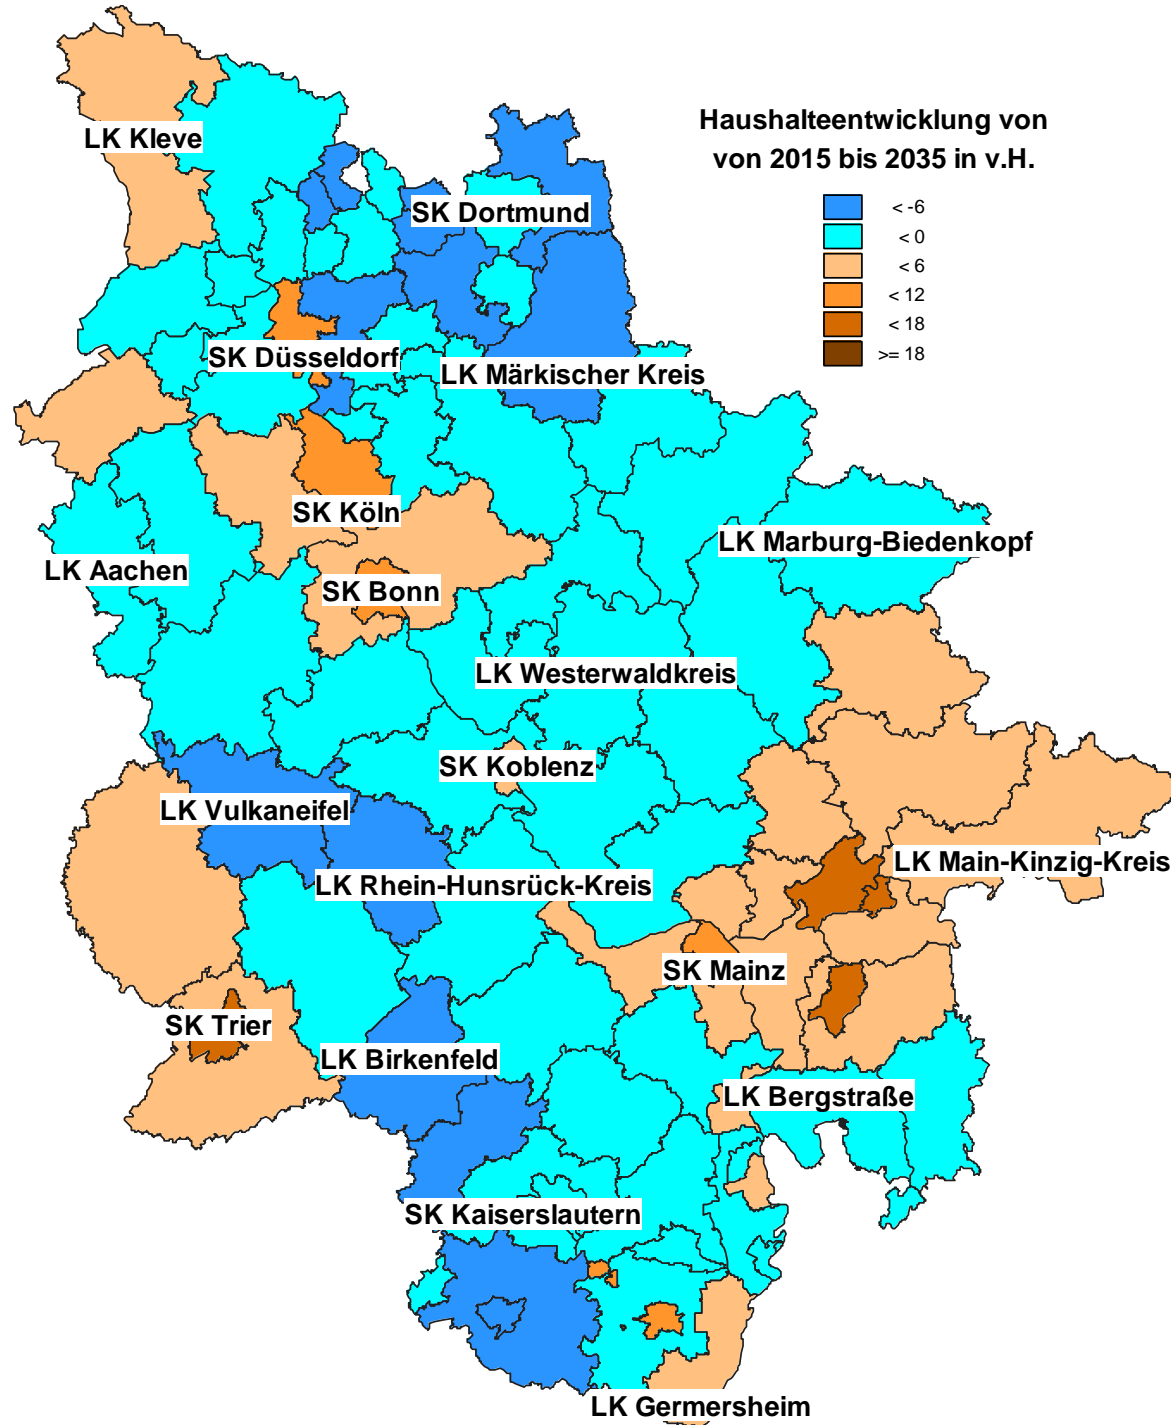 LK Kleve
Haushalteentwicklung von
von 2015 bis 2035 in v.H.
< -6
< 0
< 6
< 12
< 18
>= 18
SK Dortmund
SK Düsseldorf
LK Märkischer Kreis
SK Köln
LK Marburg-Biedenkopf
LK Aachen
SK Bonn
LK Westerwaldkreis
SK Koblenz
LK Vulkaneifel
LK Main-Kinzig-Kreis
LK Rhein-Hunsrück-Kreis
SK Mainz
SK Trier
LK Birkenfeld
LK Bergstraße
SK Kaiserslautern
LK Germersheim